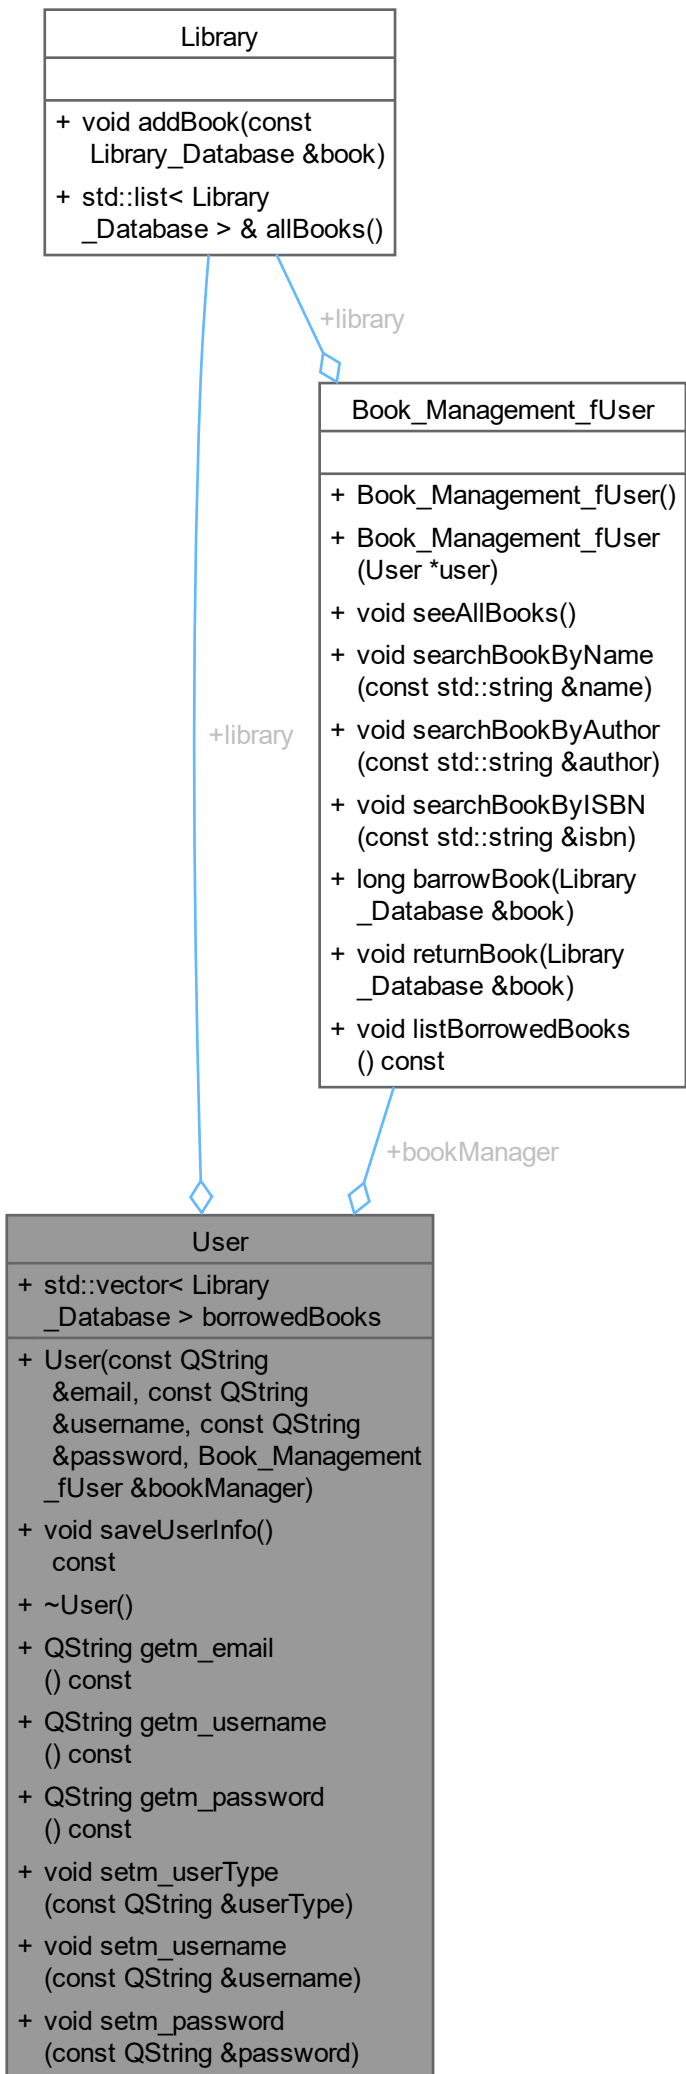 Library
+ void addBook(const
Library_Database &book)
+ std::list< Library
_Database > & allBooks()
+library
Book_Management_fUser
+ Book_Management_fUser()
+ Book_Management_fUser
(User *user)
+ void seeAllBooks()
+ void searchBookByName
(const std::string &name)
+ void searchBookByAuthor
(const std::string &author)
+ void searchBookByISBN
(const std::string &isbn)
+ long barrowBook(Library
_Database &book)
+ void returnBook(Library
_Database &book)
+ void listBorrowedBooks
() const
+library
+bookManager
User
+ std::vector< Library
_Database > borrowedBooks
+ User(const QString
&email, const QString
&username, const QString
&password, Book_Management
_fUser &bookManager)
+ void saveUserInfo()
const
+ ~User()
+ QString getm_email
() const
+ QString getm_username
() const
+ QString getm_password
() const
+ void setm_userType
(const QString &userType)
+ void setm_username
(const QString &username)
+ void setm_password
(const QString &password)